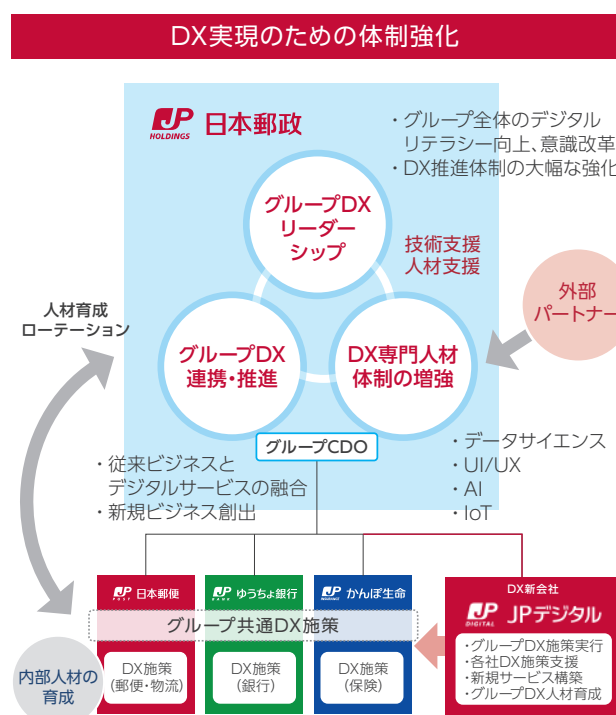 DX実現のための体制強化
JP
HOLDINGS
日本郵政
・グループ全体のデジタル
リテラシー向上、意識改革
・DX推進体制の大幅な強化
グループDX
リーダー
シップ
技術支援
人材支援
外部
パートナー
人材育成
ローテーション
グループDX
連携・推進
DX専門人材
体制の増強
グループCDO
・従来ビジネスと
デジタルサービスの融合
・新規ビジネス創出
・データサイエンス
・UI/UX
・AI
・IoT
JP POST 日本郵便
JP BANK ゆうちょ銀行
JP INSURANCE かんぽ生命
グループ共通DX施策
DX施策
(郵便・物流)
DX施策
(銀行)
DX施策
(保険)
DX新会社
JP DIGITAL JPデジタル
・グループDX施策実行
・各社DX施策支援
・新規サービス構築
・グループDX人材育成
内部人材の
育成